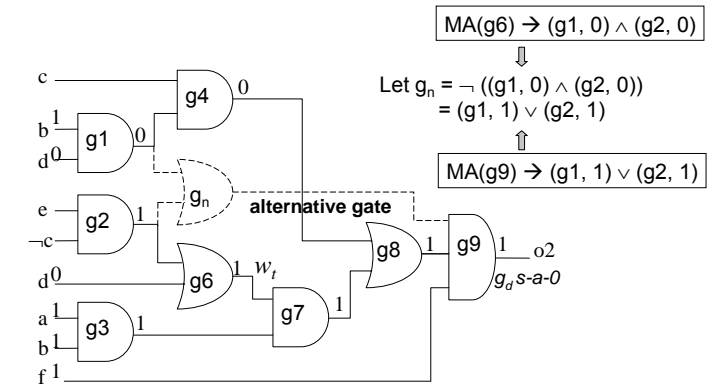 MA(g6) → (g1, 0) ∧ (g2, 0)
Let gn = ¬ ((g1, 0) ∧ (g2, 0))
= (g1, 1) ∨ (g2, 1)
MA(g9) → (g1, 1) ∨ (g2, 1)
c
g4
0
b 1
g1
0
d 0
gn
alternative gate
e
g2
1
¬c
g8
1
g9
1
o2
gd s-a-0
d 0
g6
1
wt
g7
1
a 1
g3
1
b 1
f 1